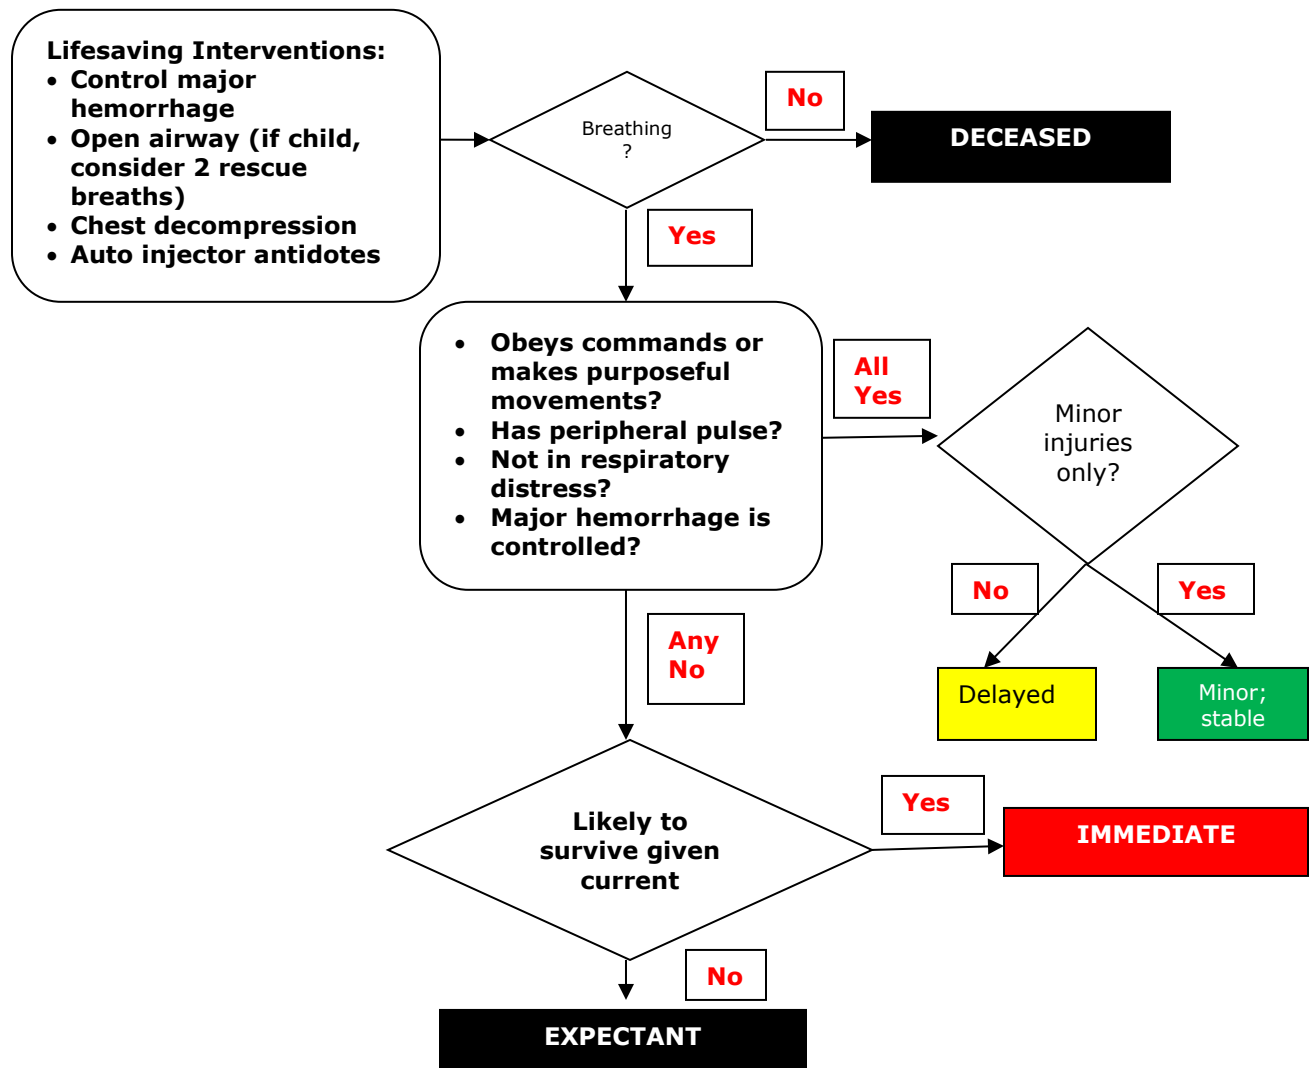 Lifesaving Interventions:
• Control major
hemorrhage
• Open airway (if child,
consider 2 rescue
breaths)
• Chest decompression
• Auto injector antidotes
Breathing
?
No
DECEASED
Yes
• Obeys commands or
makes purposeful
movements?
• Has peripheral pulse?
• Not in respiratory
distress?
• Major hemorrhage is
controlled?
All
Yes
Minor
injuries
only?
No
Yes
Delayed
Minor;
stable
Any
No
Likely to
survive given
current
Yes
IMMEDIATE
No
EXPECTANT